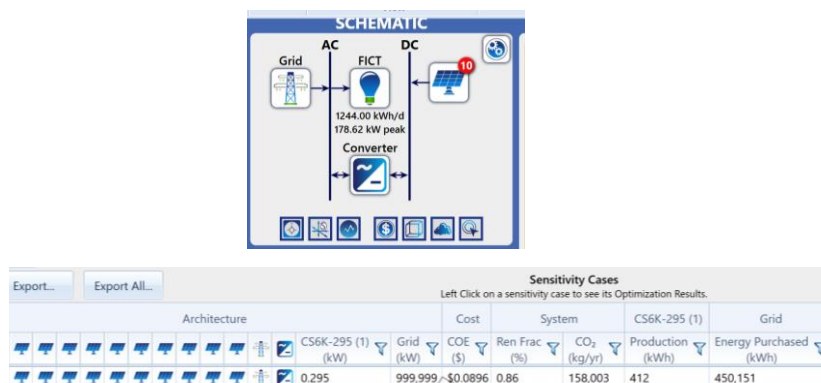 SCHEMATIC
AC DC
Grid FICT
10
1244.00 kWh/d
178.62 kW peak
Converter
Export... Export All... Sensitivity Cases
Left Click on a sensitivity case to see its Optimization Results.
Architecture Cost System CS6K-295 (1) Grid
CS6K-295 (1) (kW) Grid (kW) COE ($) Ren Frac (%) CO₂ (kg/yr) Production (kWh) Energy Purchased (kWh)
0.295 999,999 $0.0896 0.86 158,003 412 450,151